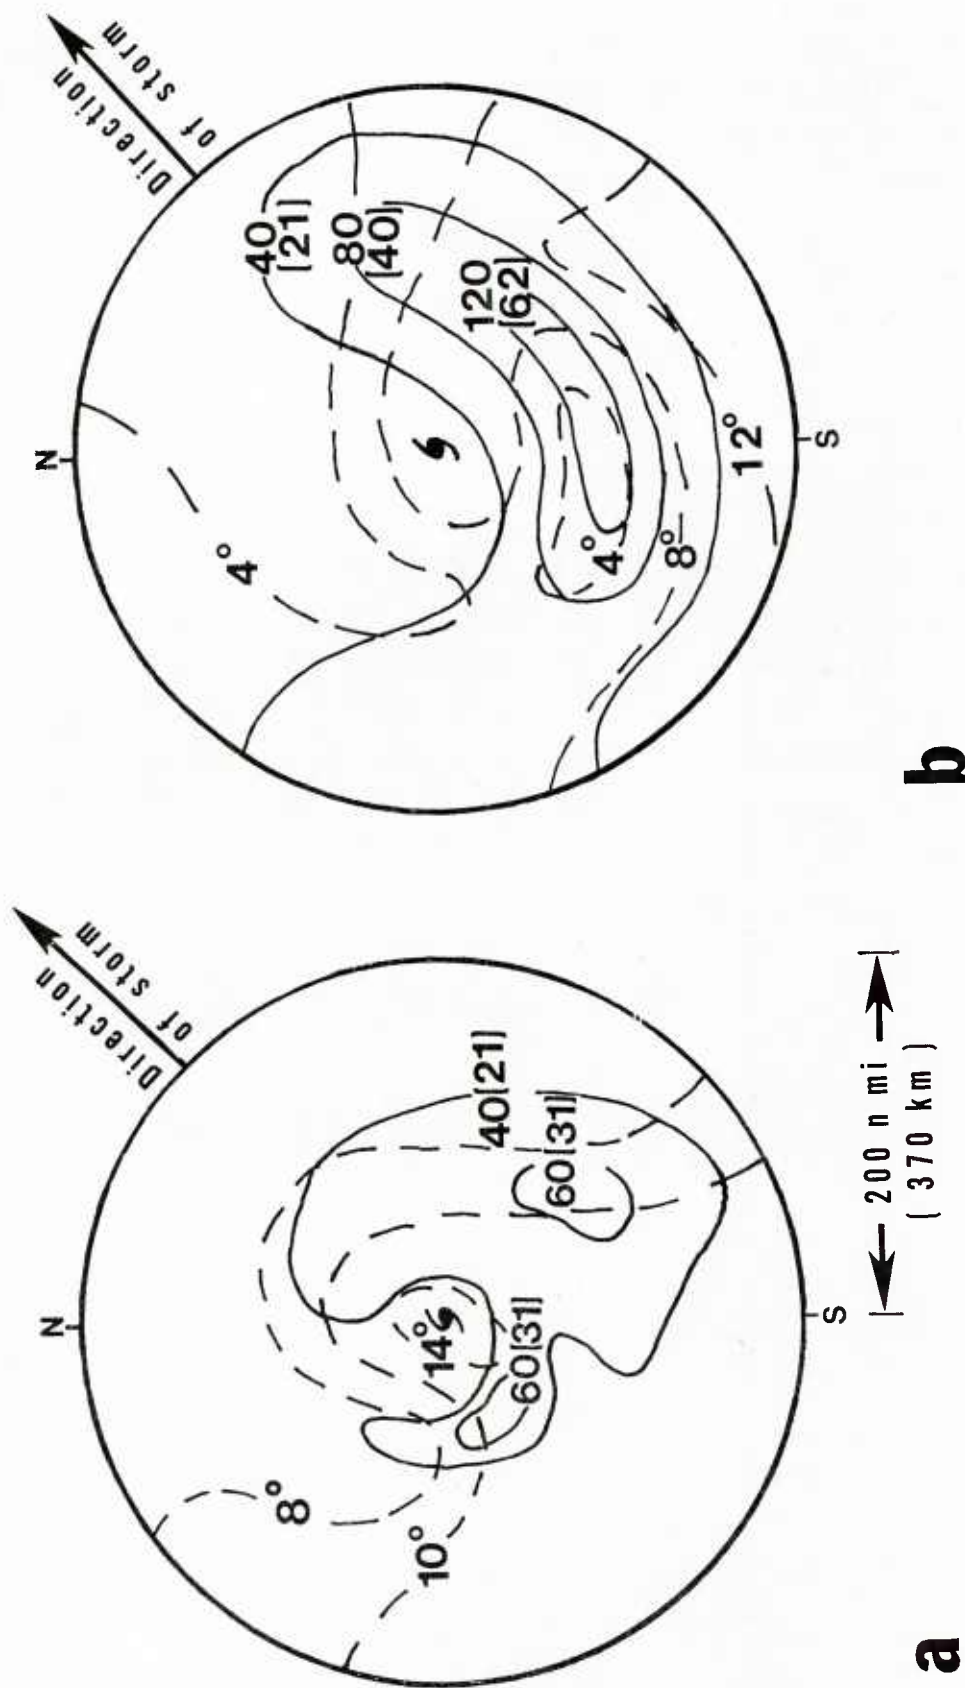 N
Direction
of storm
8°
10°
14°
60[31]
40[21]
60[31]
S
200 n mi
( 370 km )
a
N
Direction
of storm
4°
40
[21]
80
[40]
120
[62]
4°
8°
12°
S
b